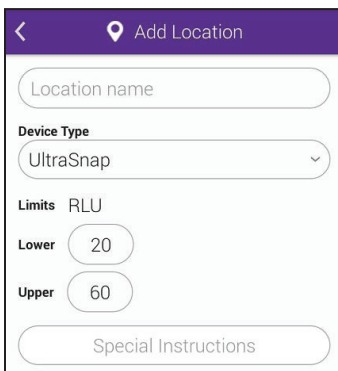 Add Location
Location name
Device Type
UltraSnap
Limits RLU
Lower 20
Upper 60
Special Instructions